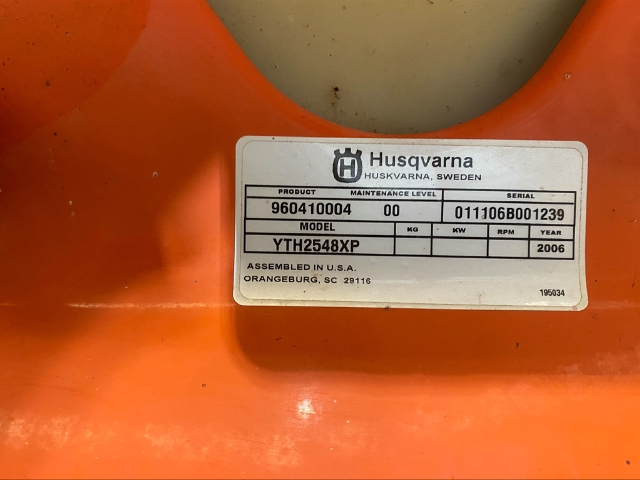 Husqvarna
HUSKVARNA, SWEDEN
PRODUCT MAINTENANCE LEVEL SERIAL
960410004 00 011106B001239
MODEL KG KW RPM YEAR
YTH2548XP 2006
ASSEMBLED IN U.S.A.
ORANGEBURG, SC 29116
195034